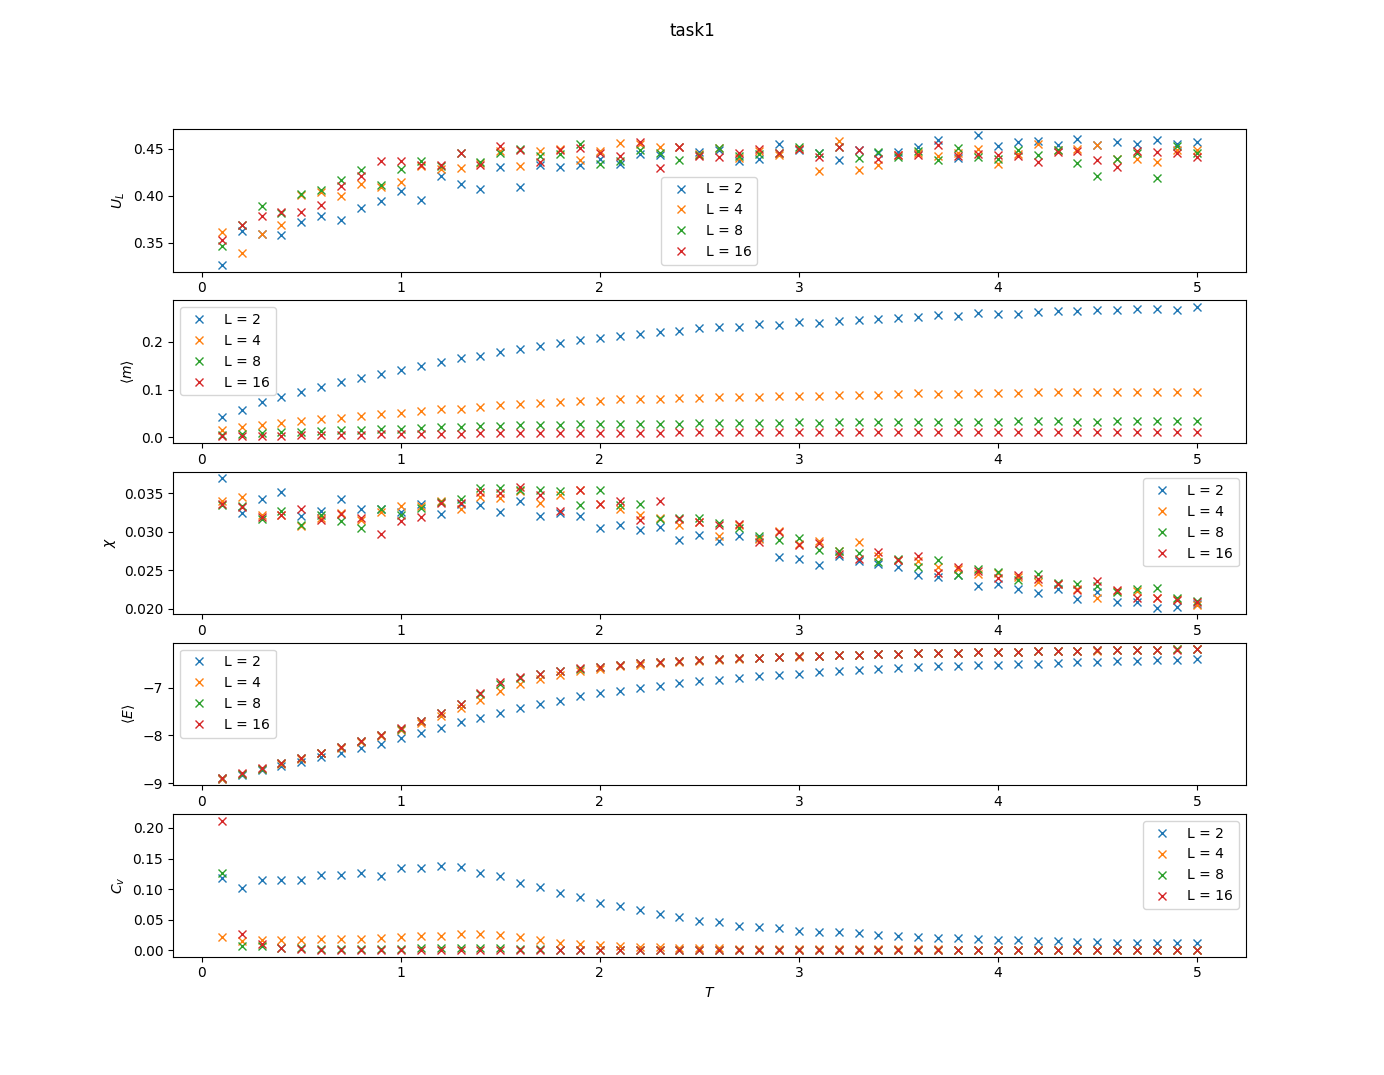 task1
U_L
0.45
0.40
0.35
L = 2
L = 4
L = 8
L = 16
0 1 2 3 4 5
⟨m⟩
0.2
0.1
0.0
L = 2
L = 4
L = 8
L = 16
0 1 2 3 4 5
χ
0.035
0.030
0.025
0.020
L = 2
L = 4
L = 8
L = 16
0 1 2 3 4 5
⟨E⟩
−7
−8
−9
L = 2
L = 4
L = 8
L = 16
0 1 2 3 4 5
C_v
0.20
0.15
0.10
0.05
0.00
L = 2
L = 4
L = 8
L = 16
0 1 2 3 4 5
T